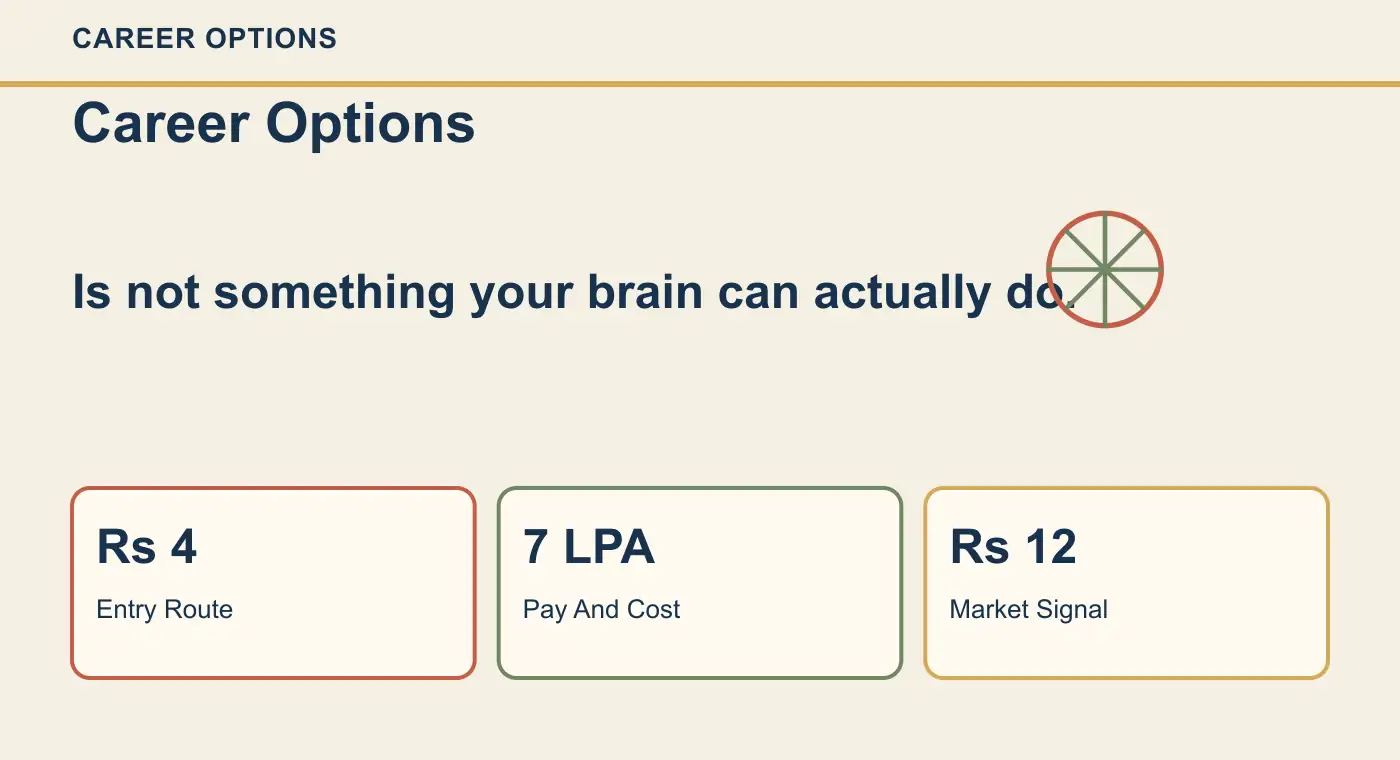 CAREER OPTIONS
Career Options
Is not something your brain can actually do.
Rs 4
Entry Route
7 LPA
Pay And Cost
Rs 12
Market Signal